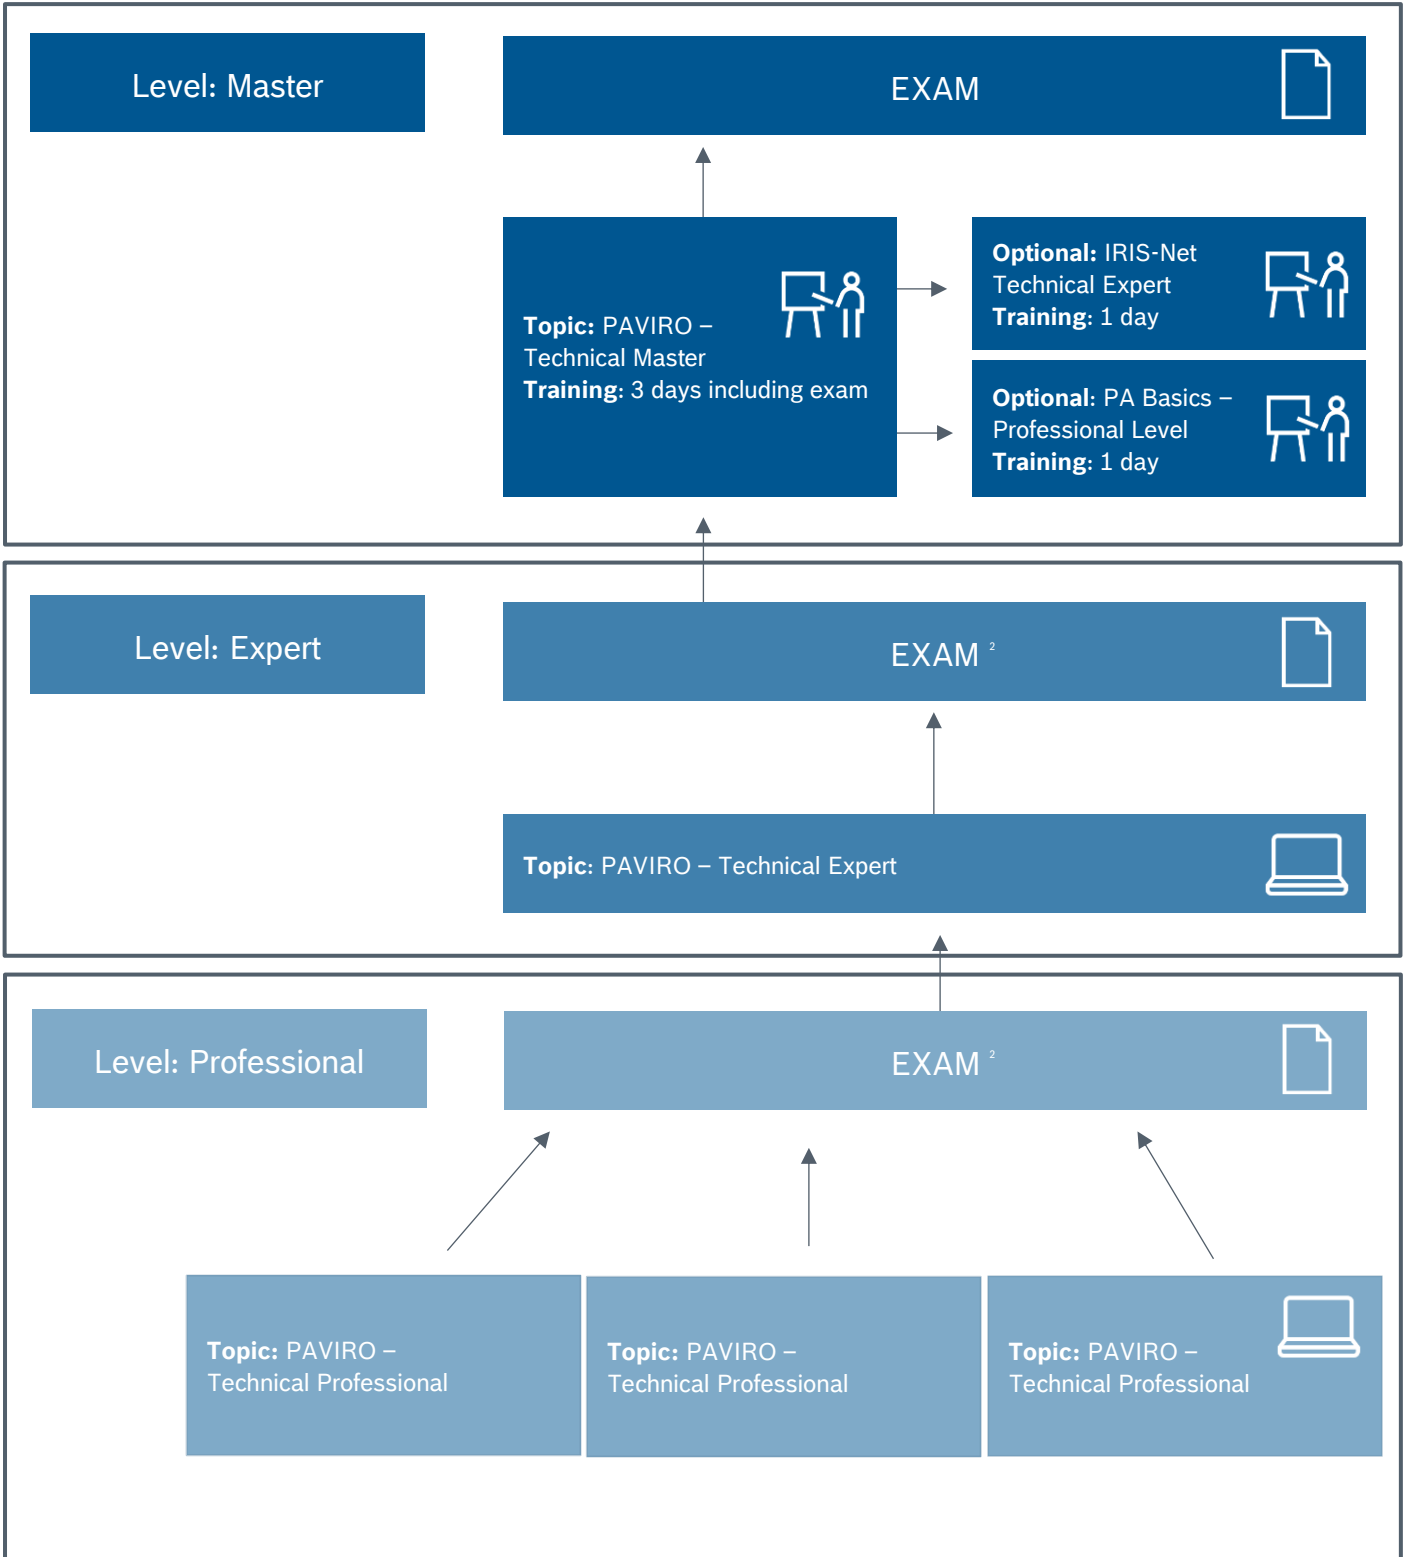 Level: Master
EXAM
Topic: PAVIRO –
Technical Master
Training: 3 days including exam
Optional: IRIS-Net
Technical Expert
Training: 1 day
Optional: PA Basics –
Professional Level
Training: 1 day
Level: Expert
EXAM ²
Topic: PAVIRO – Technical Expert
Level: Professional
EXAM ²
Topic: PAVIRO –
Technical Professional
Topic: PAVIRO –
Technical Professional
Topic: PAVIRO –
Technical Professional